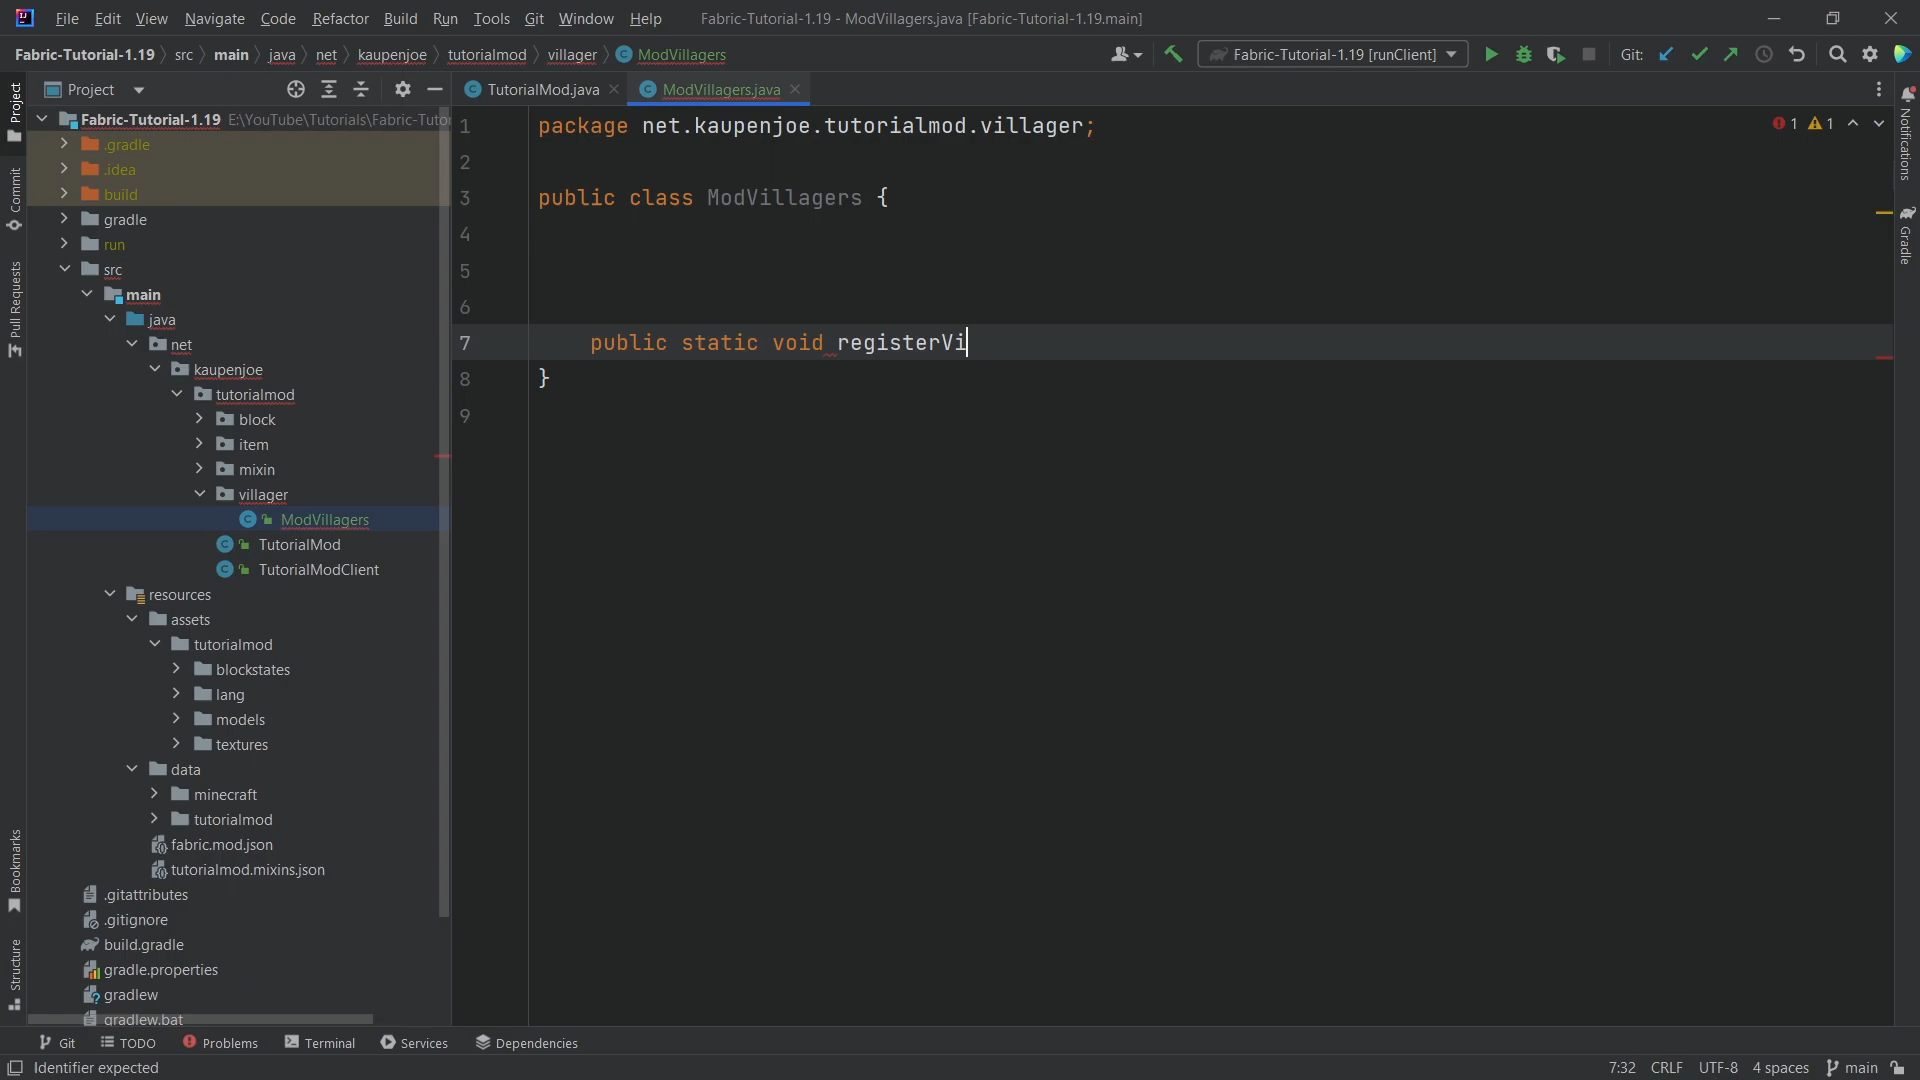 File Edit View Navigate Code Refactor Build Run Tools Git Window Help Fabric-Tutorial-1.19 - ModVillagers.java [Fabric-Tutorial-1.19.main]
Fabric-Tutorial-1.19 src main java net kaupenjoe tutorialmod villager ModVillagers Fabric-Tutorial-1.19 [runClient] Git:
Project TutorialMod.java ModVillagers.java
Fabric-Tutorial-1.19 E:\YouTube\Tutorials\Fabric-Tutor
.gradle
.idea
build
gradle
run
src
main
java
net
kaupenjoe
tutorialmod
block
item
mixin
villager
ModVillagers
TutorialMod
TutorialModClient
resources
assets
tutorialmod
blockstates
lang
models
textures
data
minecraft
tutorialmod
fabric.mod.json
tutorialmod.mixins.json
.gitattributes
.gitignore
build.gradle
gradle.properties
gradlew
gradlew.bat
1 package net.kaupenjoe.tutorialmod.villager;
2
3 public class ModVillagers {
4
5
6
7 public static void registerVi
8 }
9
1 1
Project
Commit
Pull Requests
Bookmarks
Structure
Notifications
Gradle
Git TODO Problems Terminal Services Dependencies
Identifier expected 7:32 CRLF UTF-8 4 spaces main